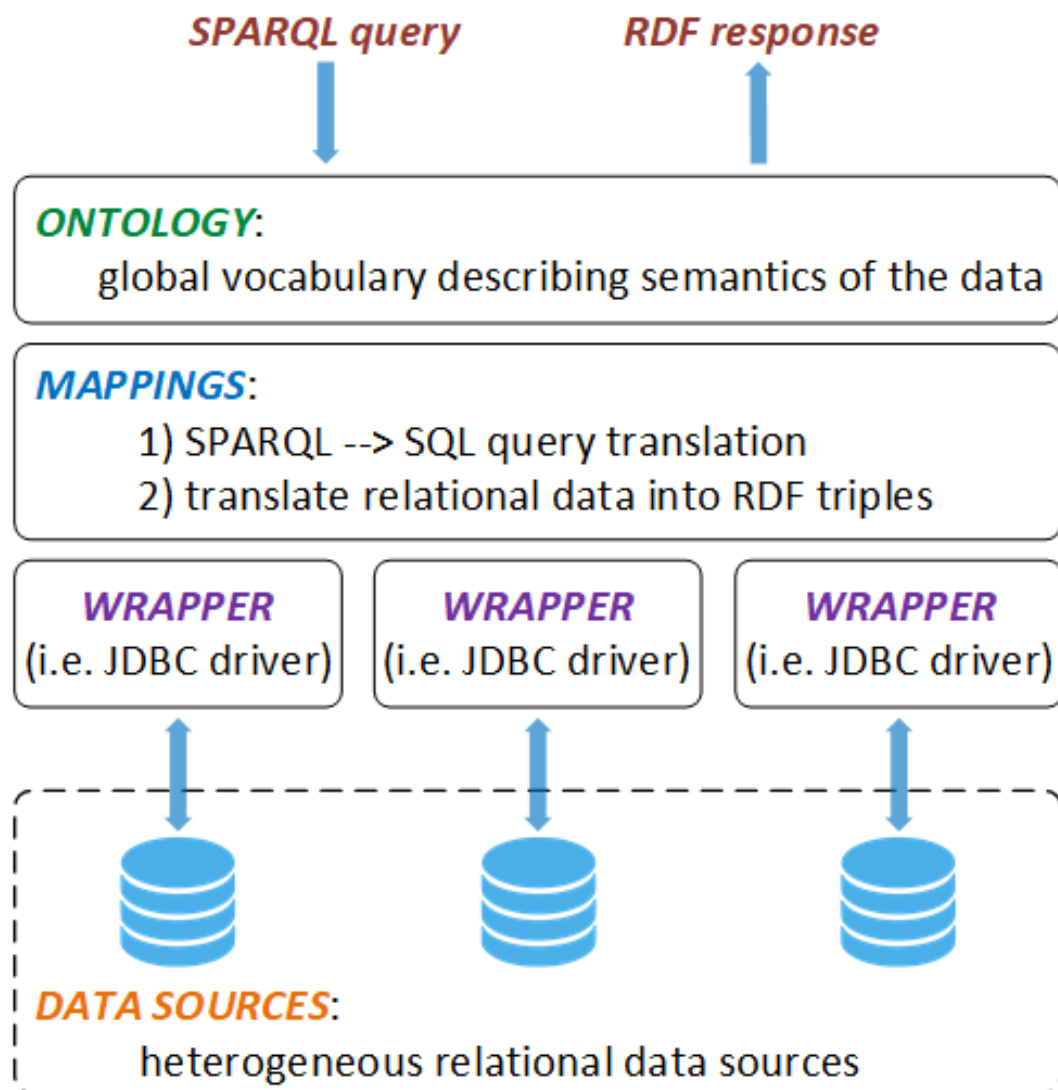 SPARQL query
RDF response
ONTOLOGY:
global vocabulary describing semantics of the data
MAPPINGS:
1) SPARQL --> SQL query translation
2) translate relational data into RDF triples
WRAPPER
(i.e. JDBC driver)
WRAPPER
(i.e. JDBC driver)
WRAPPER
(i.e. JDBC driver)
DATA SOURCES:
heterogeneous relational data sources